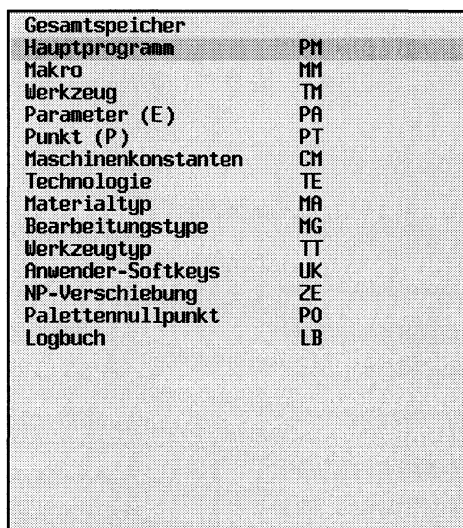 Gesamtspeicher
Hauptprogramm PM
Makro MM
Werkzeug TM
Parameter (E) PA
Punkt (P) PT
Maschinenkonstanten CM
Technologie TE
Materialtyp MA
Bearbeitungstype MG
Werkzeugtyp TT
Anwender-Softkeys UK
NP-Verschiebung ZE
Palettennullpunkt PO
Logbuch LB